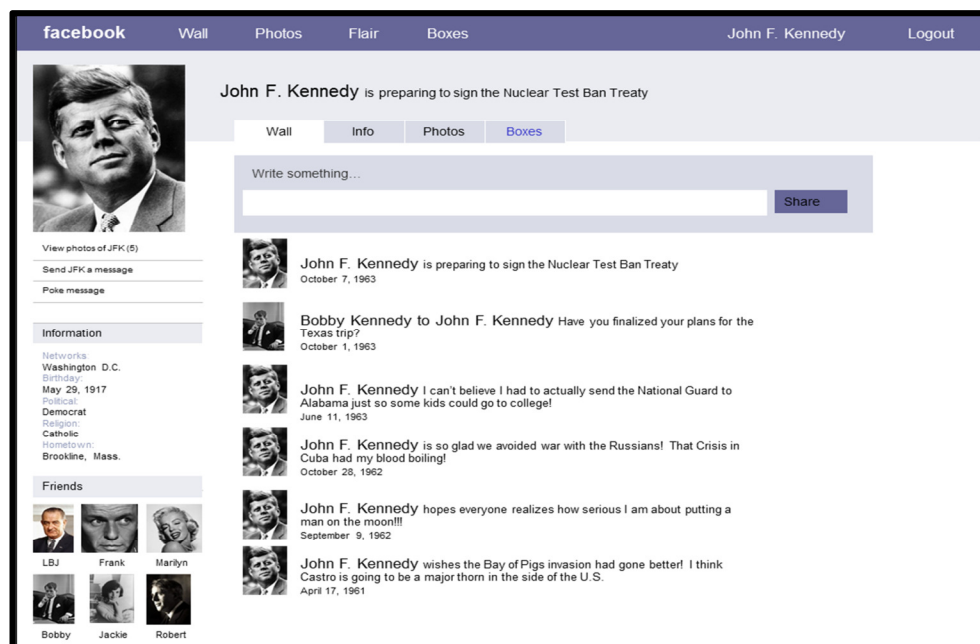 facebook Wall Photos Flair Boxes John F. Kennedy Logout
John F. Kennedy is preparing to sign the Nuclear Test Ban Treaty
Wall Info Photos Boxes
Write something…
Share
View photos of JFK (5)
Send JFK a message
Poke message
Information
Networks:
Washington D.C.
Birthday:
May 29, 1917
Political:
Democrat
Religion:
Catholic
Hometown:
Brookline, Mass.
Friends
LBJ Frank Marilyn
Bobby Jackie Robert
John F. Kennedy is preparing to sign the Nuclear Test Ban Treaty
October 7, 1963
Bobby Kennedy to John F. Kennedy Have you finalized your plans for the
Texas trip?
October 1, 1963
John F. Kennedy I can't believe I had to actually send the National Guard to
Alabama just so some kids could go to college!
June 11, 1963
John F. Kennedy is so glad we avoided war with the Russians! That Crisis in
Cuba had my blood boiling!
October 28, 1962
John F. Kennedy hopes everyone realizes how serious I am about putting a
man on the moon!!!
September 9, 1962
John F. Kennedy wishes the Bay of Pigs invasion had gone better! I think
Castro is going to be a major thorn in the side of the U.S.
April 17, 1961